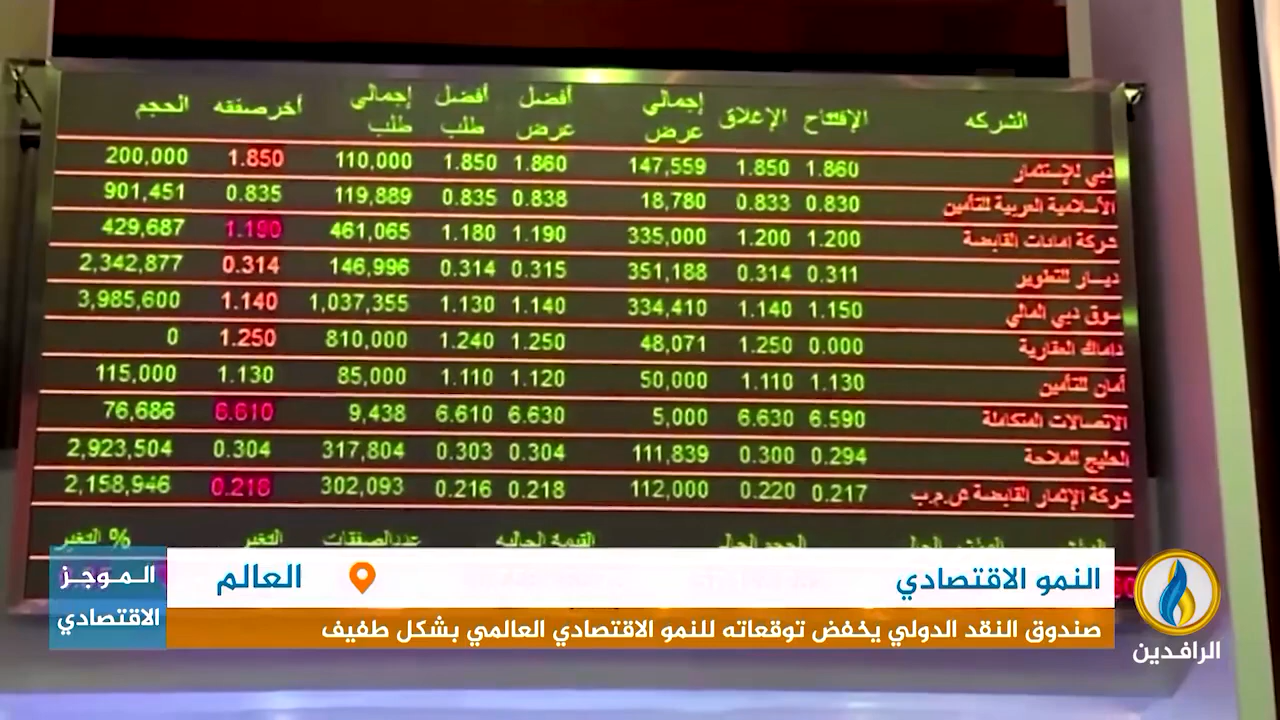 الشركه الإفتتاح الإغلاق إجمالي عرض أفضل عرض أفضل طلب إجمالي طلب أخر صفقه الحجم
دبي للإستثمار 1.860 1.850 147,559 1.860 1.850 110,000 1.850 200,000
الأسلامية العربية للتأمين 0.830 0.833 18,780 0.838 0.835 119,889 0.835 901,451
شركة امانات القابضة 1.200 1.200 335,000 1.190 1.180 461,065 1.190 429,687
ديار للتطوير 0.311 0.314 351,188 0.315 0.314 146,996 0.314 2,342,877
سوق دبي المالي 1.150 1.140 334,410 1.140 1.130 1,037,355 1.140 3,985,600
داماك العقارية 0.000 1.250 48,071 1.250 1.240 810,000 1.250 0
أمان للتأمين 1.130 1.110 50,000 1.120 1.110 85,000 1.130 115,000
الاتصالات المتكاملة 6.590 6.630 5,000 6.630 6.610 9,438 6.610 76,686
الخليج للملاحة 0.294 0.300 111,839 0.304 0.303 317,804 0.304 2,923,504
شركة الإثمار القابضة ش.م.ب 0.217 0.220 112,000 0.218 0.216 302,093 0.218 2,158,946
القيمة الحاليه عددالصفقات التغير التغير %
النمو الاقتصادي
العالم
الموجز
الاقتصادي
صندوق النقد الدولي يخفض توقعاته للنمو الاقتصادي العالمي بشكل طفيف
الرافدين